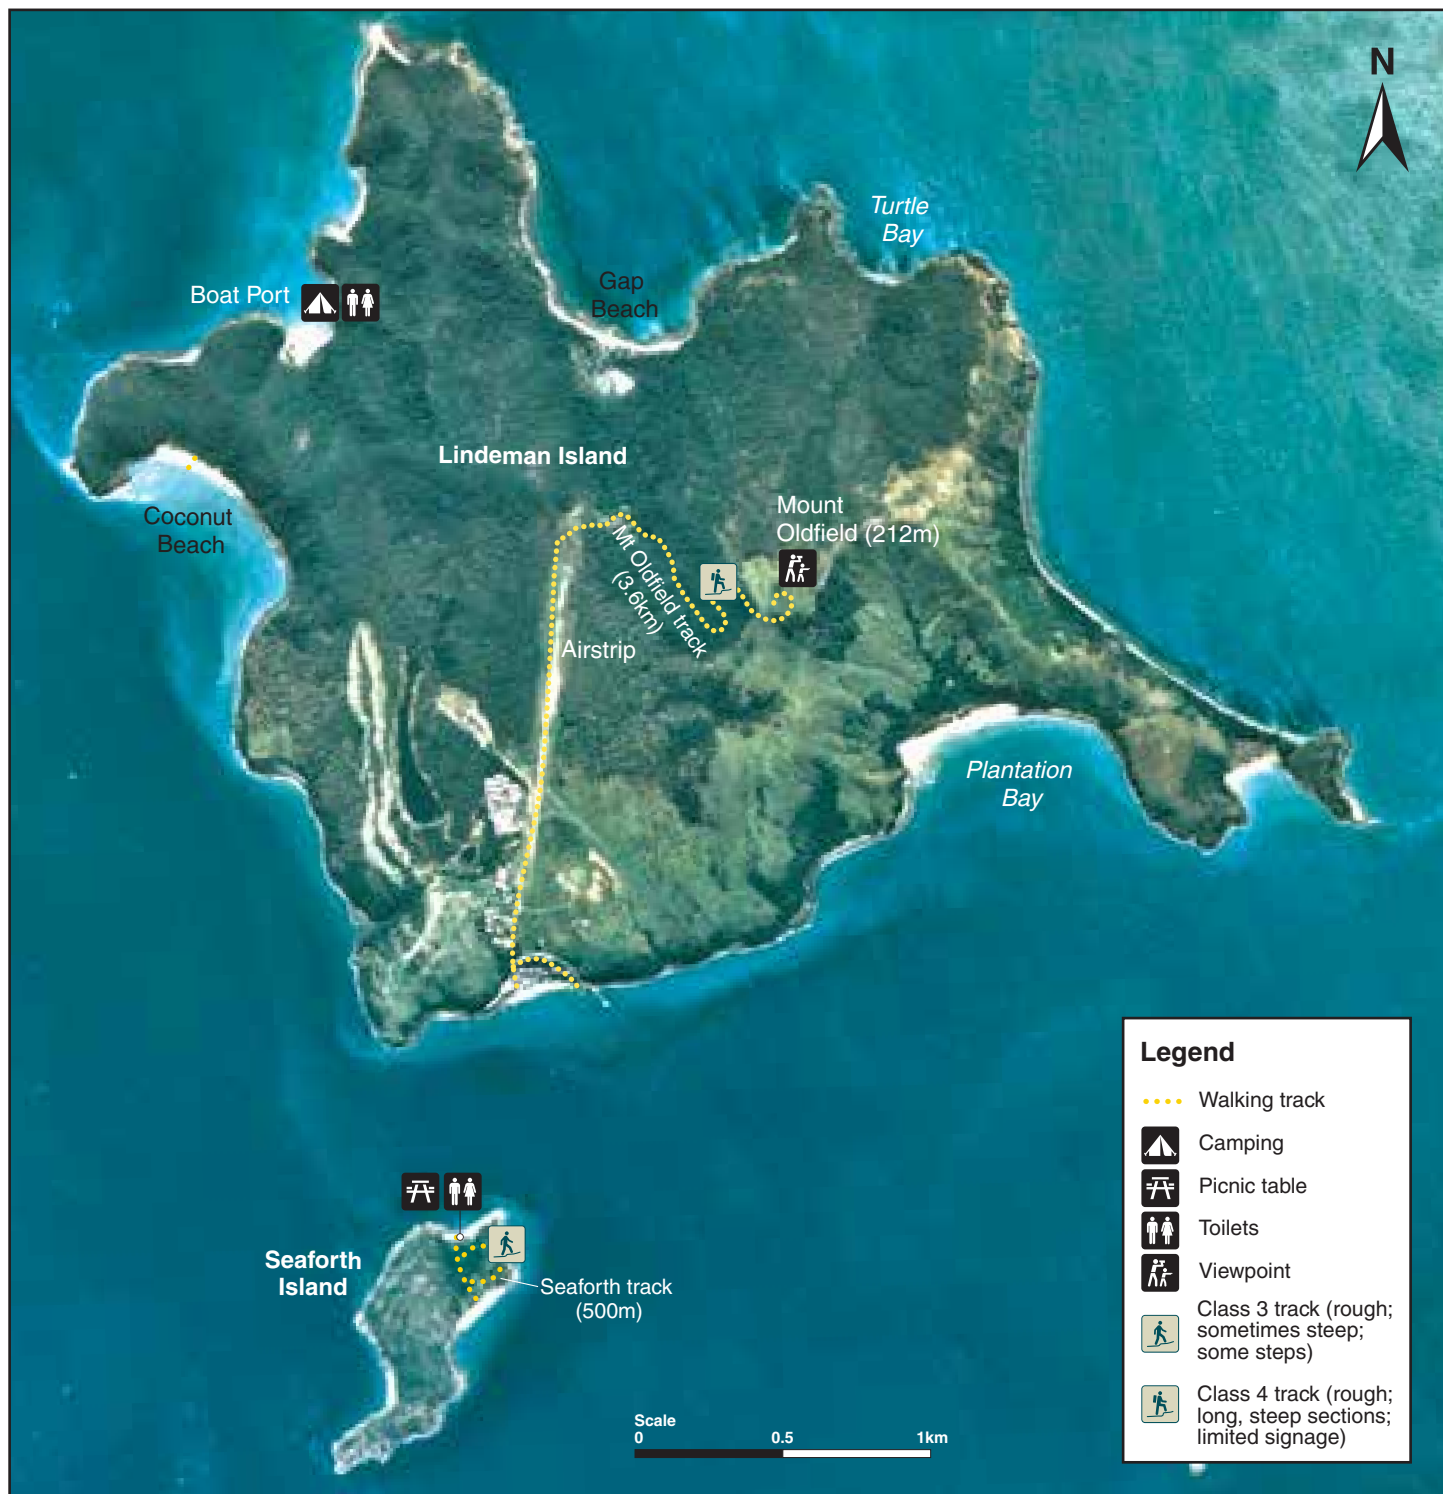 N
Turtle
Bay
Gap
Beach
Boat Port
Lindeman Island
Mount
Oldfield (212m)
Coconut
Beach
Mt Oldfield track
(3.6km)
Airstrip
Plantation
Bay
Seaforth
Island
Seaforth track
(500m)
Scale
0 0.5 1km
Legend
Walking track
Camping
Picnic table
Toilets
Viewpoint
Class 3 track (rough;
sometimes steep;
some steps)
Class 4 track (rough;
long, steep sections;
limited signage)